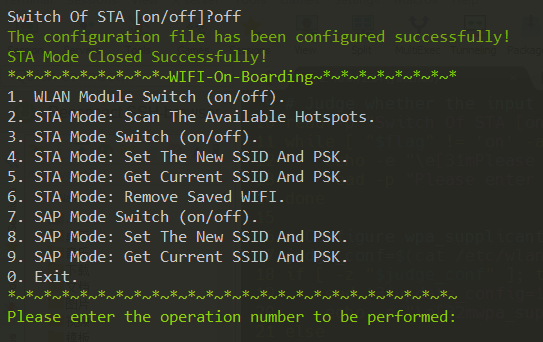 Switch Of STA [on/off]?off
The configuration file has been configured successfully!
STA Mode Closed Successfully!
*~*~*~*~*~*~*~*~*~WIFI-On-Boarding~*~*~*~*~*~*~*~*
1. WLAN Module Switch (on/off).
2. STA Mode: Scan The Available Hotspots.
3. STA Mode Switch (on/off).
4. STA Mode: Set The New SSID And PSK.
5. STA Mode: Get Current SSID And PSK.
6. STA Mode: Remove Saved WIFI.
7. SAP Mode Switch (on/off).
8. SAP Mode: Set The New SSID And PSK.
9. SAP Mode: Get Current SSID And PSK.
0. Exit.
*~*~*~*~*~*~*~*~*~*~*~*~*~*~*~*~*~*~*~*~*~*~*~*~*~
Please enter the operation number to be performed: